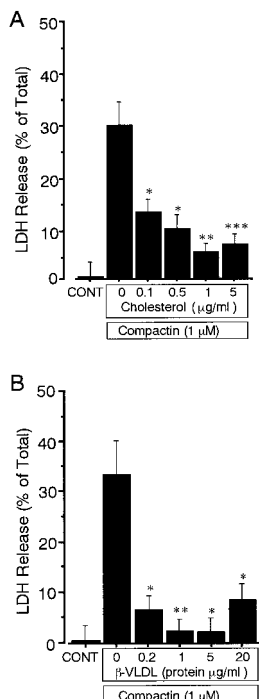 A
LDH Release (% of Total)
50
40
30
20
10
0
* * ** ***
CONT 0 0.1 0.5 1 5
Cholesterol (μg/ml)
Compactin (1 μM)
B
LDH Release (% of Total)
50
40
30
20
10
0
* ** * *
CONT 0 0.2 1 5 20
β-VLDL (protein μg/ml)
Compactin (1 μM)